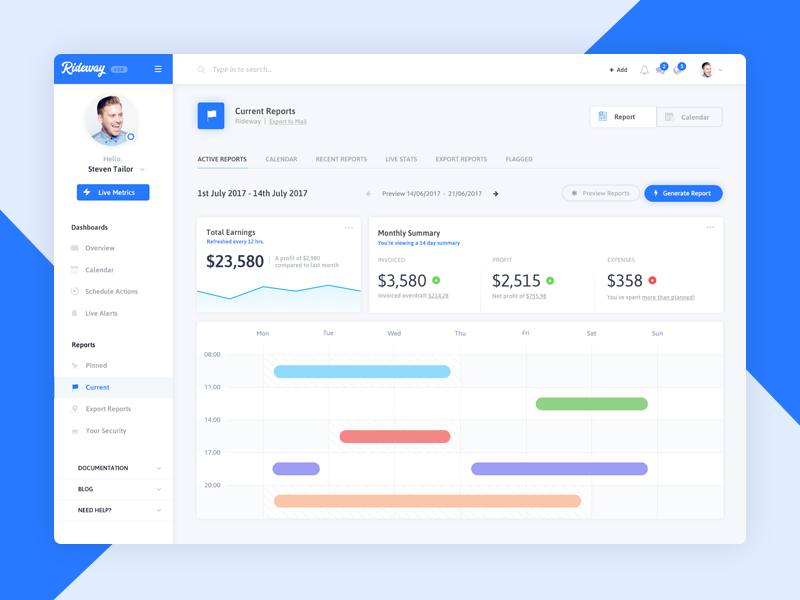 Rideway
Type in to search...
+ Add
2
5
Hello,
Steven Tailor
Live Metrics
Dashboards
Overview
Calendar
Schedule Actions
Live Alerts
Reports
Pinned
Current
Export Reports
Your Security
DOCUMENTATION
BLOG
NEED HELP?
Current Reports
Rideway | Export to Mail
Report
Calendar
ACTIVE REPORTS
CALENDAR
RECENT REPORTS
LIVE STATS
EXPORT REPORTS
FLAGGED
1st July 2017 - 14th July 2017
Preview 14/06/2017 - 21/06/2017
Preview Reports
Generate Report
Total Earnings
Refreshed every 12 hrs.
$23,580
A profit of $2,980
compared to last month
Monthly Summary
You're viewing a 14 day summary
INVOICED
$3,580
Invoiced overdraft $214.28
PROFIT
$2,515
Net profit of $755.98
EXPENSES
$358
You've spent more than planned!
Mon Tue Wed Thu Fri Sat Sun
08:00
11:00
14:00
17:00
20:00